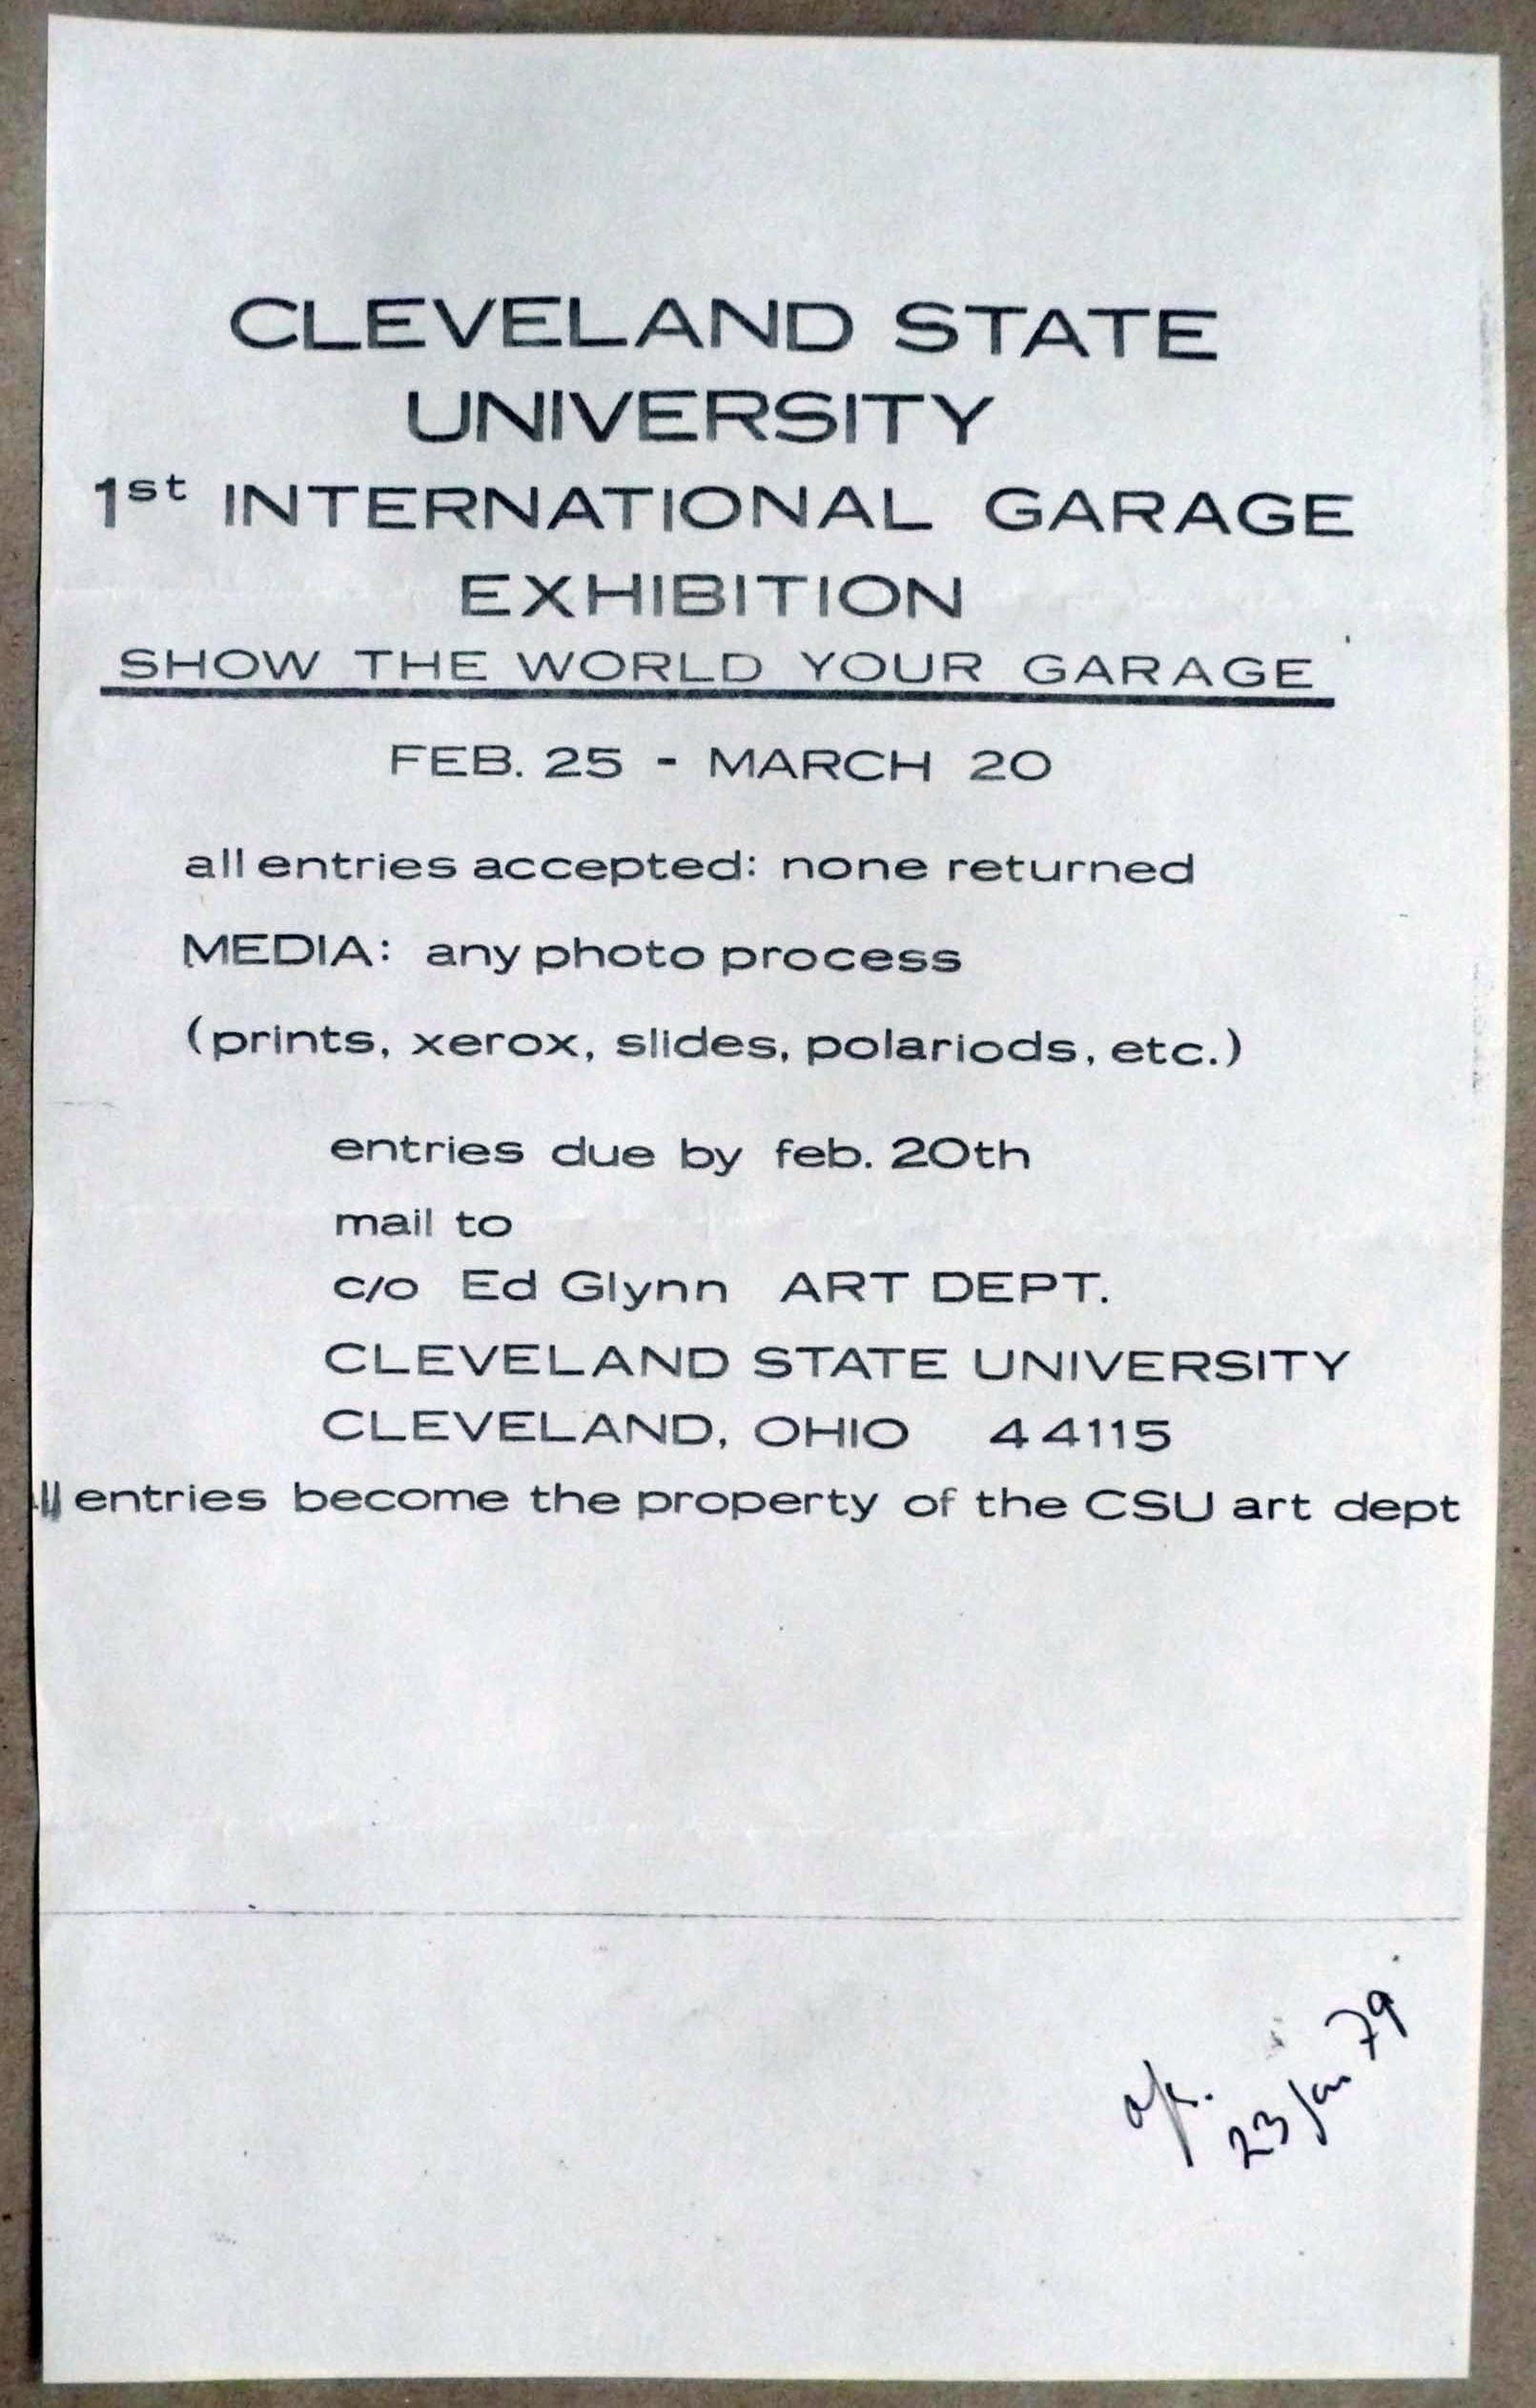 CLEVELAND STATE
UNIVERSITY
1st INTERNATIONAL GARAGE
EXHIBITION
SHOW THE WORLD YOUR GARAGE
FEB. 25 - MARCH 20
all entries accepted: none returned
MEDIA: any photo process
(prints, xerox, slides, polariods, etc.)
entries due by feb. 20th
mail to
c/o Ed Glynn ART DEPT.
CLEVELAND STATE UNIVERSITY
CLEVELAND, OHIO 44115
ll entries become the property of the CSU art dept
23 Jan 79